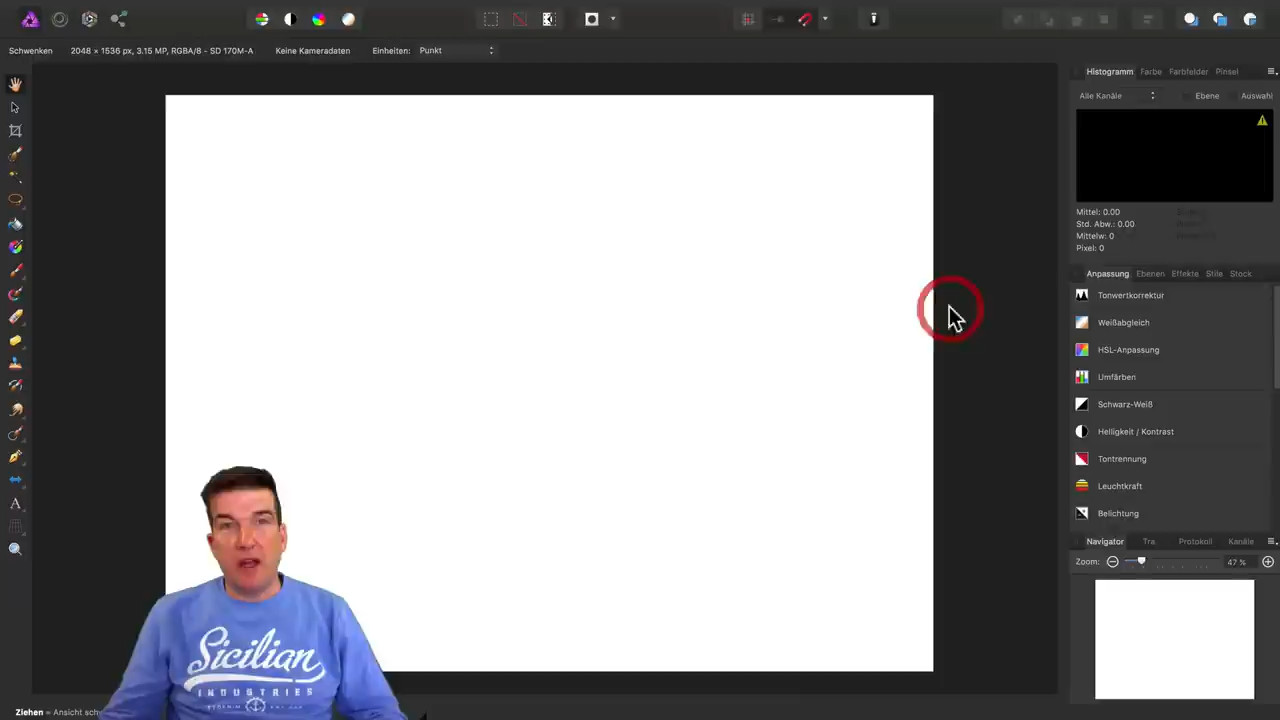 Schwenken 2048 × 1536 px, 3.15 MP, RGBA/8 - SD 170M-A Keine Kameradaten Einheiten: Punkt
Histogramm Farbe Farbfelder Pinsel
Alle Kanäle Ebene Auswahl
Mittel: 0.00
Std. Abw.: 0.00
Mittelw: 0
Pixel: 0
Anpassung Ebenen Effekte Stile Stock
Tonwertkorrektur
Weißabgleich
HSL-Anpassung
Umfärben
Schwarz-Weiß
Helligkeit / Kontrast
Tontrennung
Leuchtkraft
Belichtung
Navigator Tra Protokoll Kanäle
Zoom: 47 %
Sicilian
INDUSTRIES
Ziehen = Ansicht